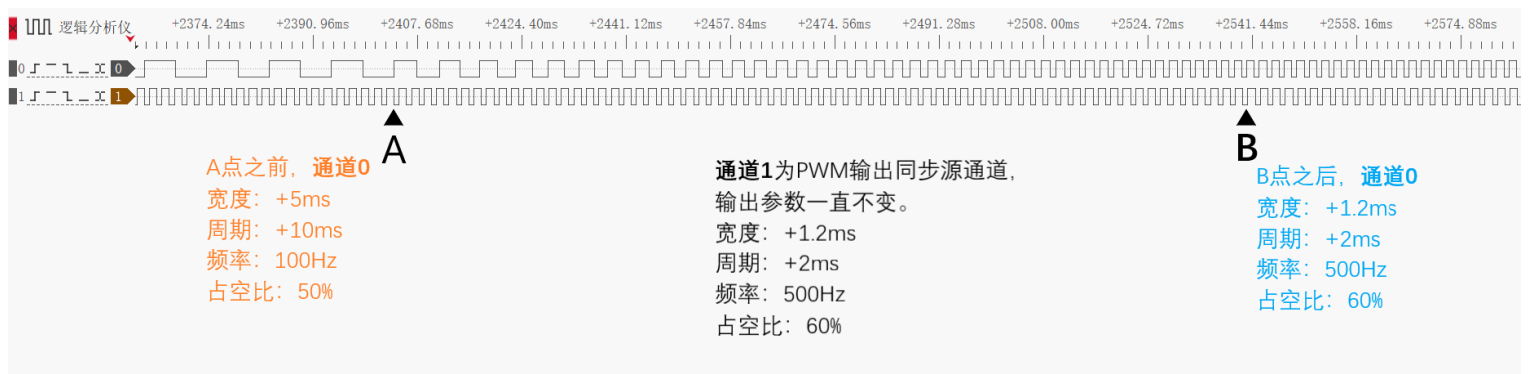 逻辑分析仪 +2374.24ms +2390.96ms +2407.68ms +2424.40ms +2441.12ms +2457.84ms +2474.56ms +2491.28ms +2508.00ms +2524.72ms +2541.44ms +2558.16ms +2574.88ms
0 0
1 1
A
B
A点之前，通道0
宽度：+5ms
周期：+10ms
频率：100Hz
占空比：50%
通道1为PWM输出同步源通道，
输出参数一直不变。
宽度：+1.2ms
周期：+2ms
频率：500Hz
占空比：60%
B点之后，通道0
宽度：+1.2ms
周期：+2ms
频率：500Hz
占空比：60%